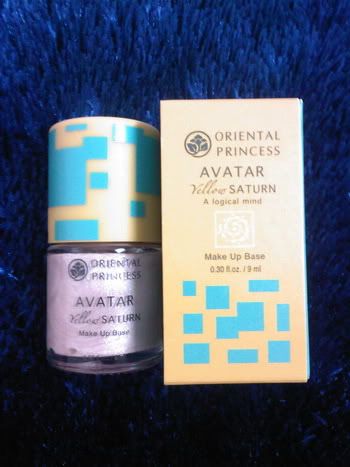 ORIENTAL
PRINCESS
AVATAR
Yellow SATURN
A logical mind
Make Up Base
0.30 fl.oz. / 9 ml
ORIENTAL
PRINCESS
AVATAR
Yellow SATURN
Make Up Base